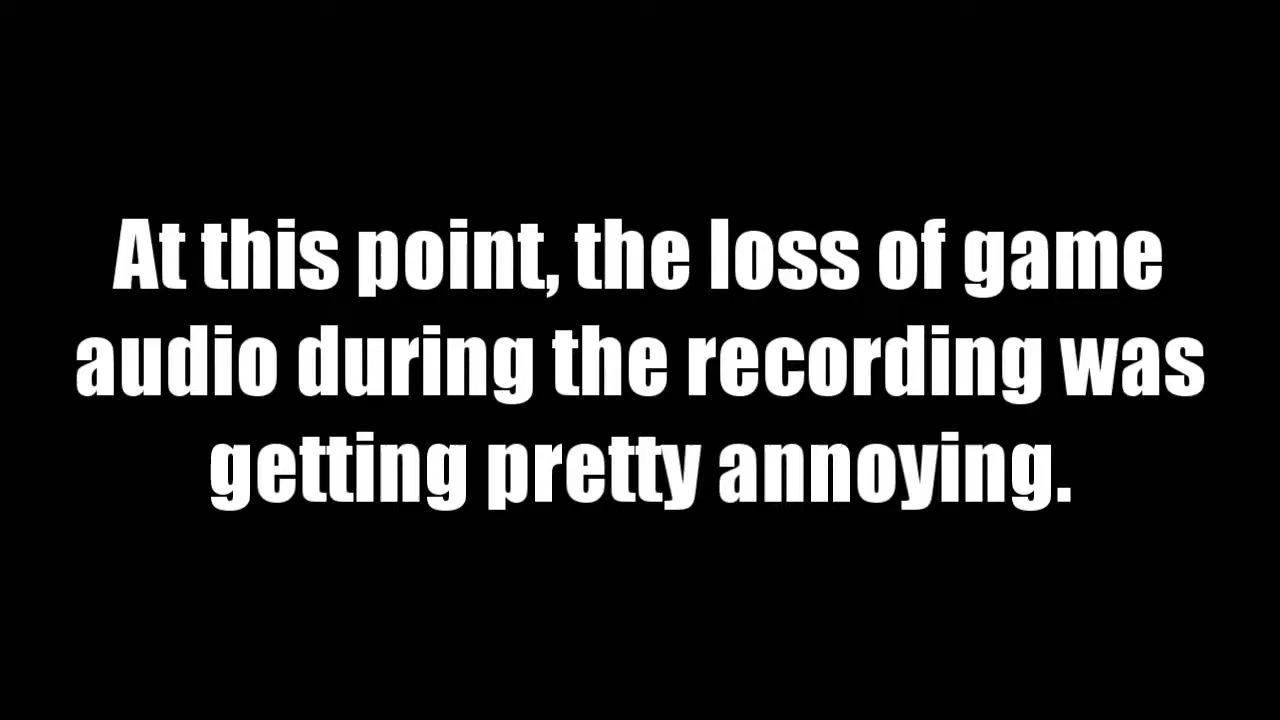 At this point, the loss of game
audio during the recording was
getting pretty annoying.